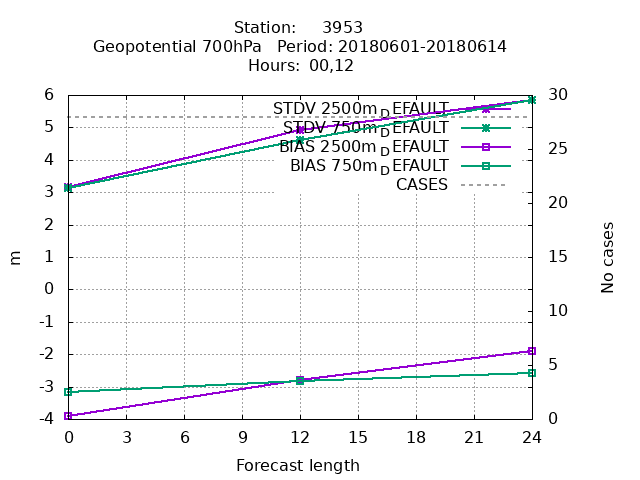 Station: 3953
Geopotential 700hPa Period: 20180601-20180614
Hours: 00,12
STDV 2500m_DEFAULT
STDV 750m_DEFAULT
BIAS 2500m_DEFAULT
BIAS 750m_DEFAULT
CASES
6
5
4
3
2
1
0
-1
-2
-3
-4
m
30
25
20
15
10
5
0
No cases
0 3 6 9 12 15 18 21 24
Forecast length